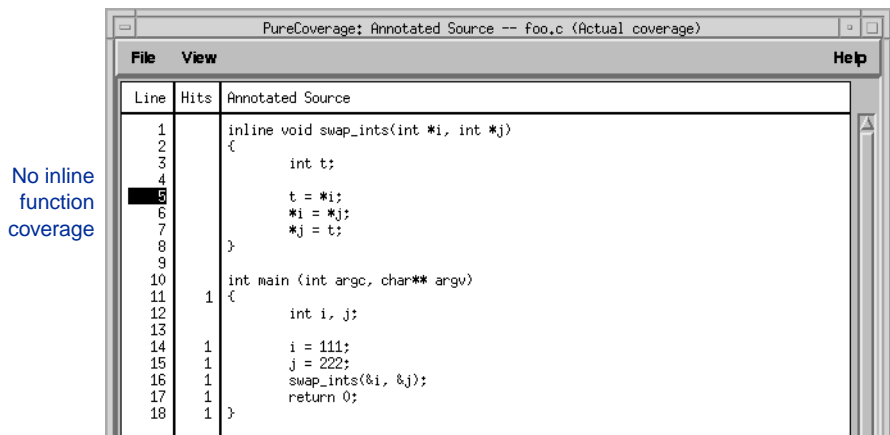 PureCoverage: Annotated Source -- foo.c (Actual coverage)
File View Help
Line Hits Annotated Source
1 inline void swap_ints(int *i, int *j)
2 {
3 int t;
4
5 t = *i;
6 *i = *j;
7 *j = t;
8 }
9
10 int main (int argc, char** argv)
11 1 {
12 int i, j;
13
14 1 i = 111;
15 1 j = 222;
16 1 swap_ints(&i, &j);
17 1 return 0;
18 1 }
No inline
function
coverage